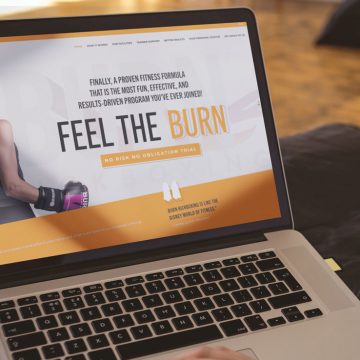 FINALLY, A PROVEN FITNESS FORMULA
THAT IS THE MOST FUN, EFFECTIVE, AND
RESULTS-DRIVEN PROGRAM YOU'VE EVER JOINED!
FEEL THE BURN
NO RISK NO OBLIGATION TRIAL
BURN KICKBOXING IS LIKE THE
DISNEY WORLD OF FITNESS."